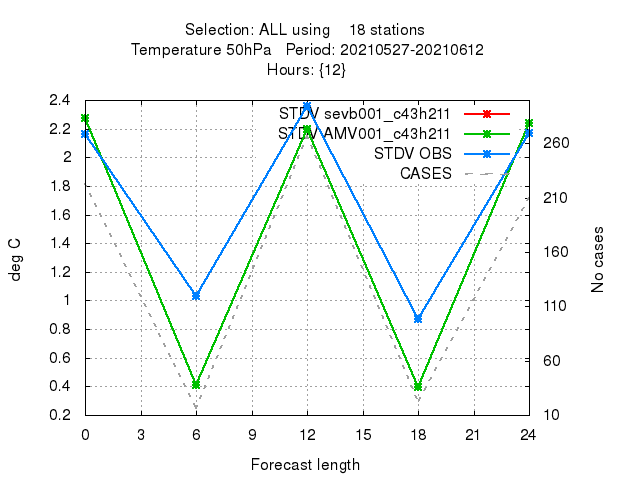 Selection: ALL using 18 stations
Temperature 50hPa Period: 20210527-20210612
Hours: {12}
STDV sevb001_c43h211
STDV AMV001_c43h211
STDV OBS
CASES
deg C
2.4
2.2
2
1.8
1.6
1.4
1.2
1
0.8
0.6
0.4
0.2
260
210
160
110
60
10
No cases
0 3 6 9 12 15 18 21 24
Forecast length